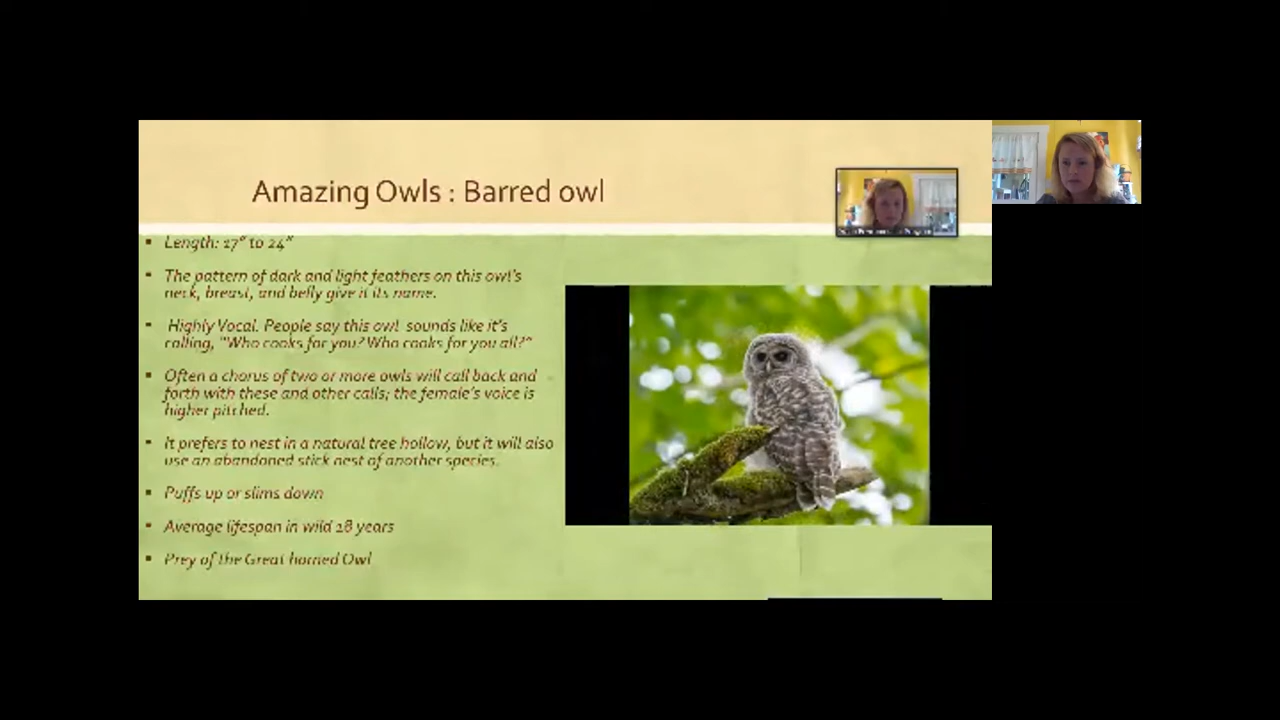 Amazing Owls : Barred owl
▪ Length: 17" to 24"
▪ The pattern of dark and light feathers on this owl's
neck, breast, and belly give it its name.
▪ Highly Vocal. People say this owl sounds like it's
calling, "Who cooks for you? Who cooks for you all?"
▪ Often a chorus of two or more owls will call back and
forth with these and other calls; the female's voice is
higher pitched.
▪ It prefers to nest in a natural tree hollow, but it will also
use an abandoned stick nest of another species.
▪ Puffs up or slims down
▪ Average lifespan in wild 18 years
▪ Prey of the Great horned Owl